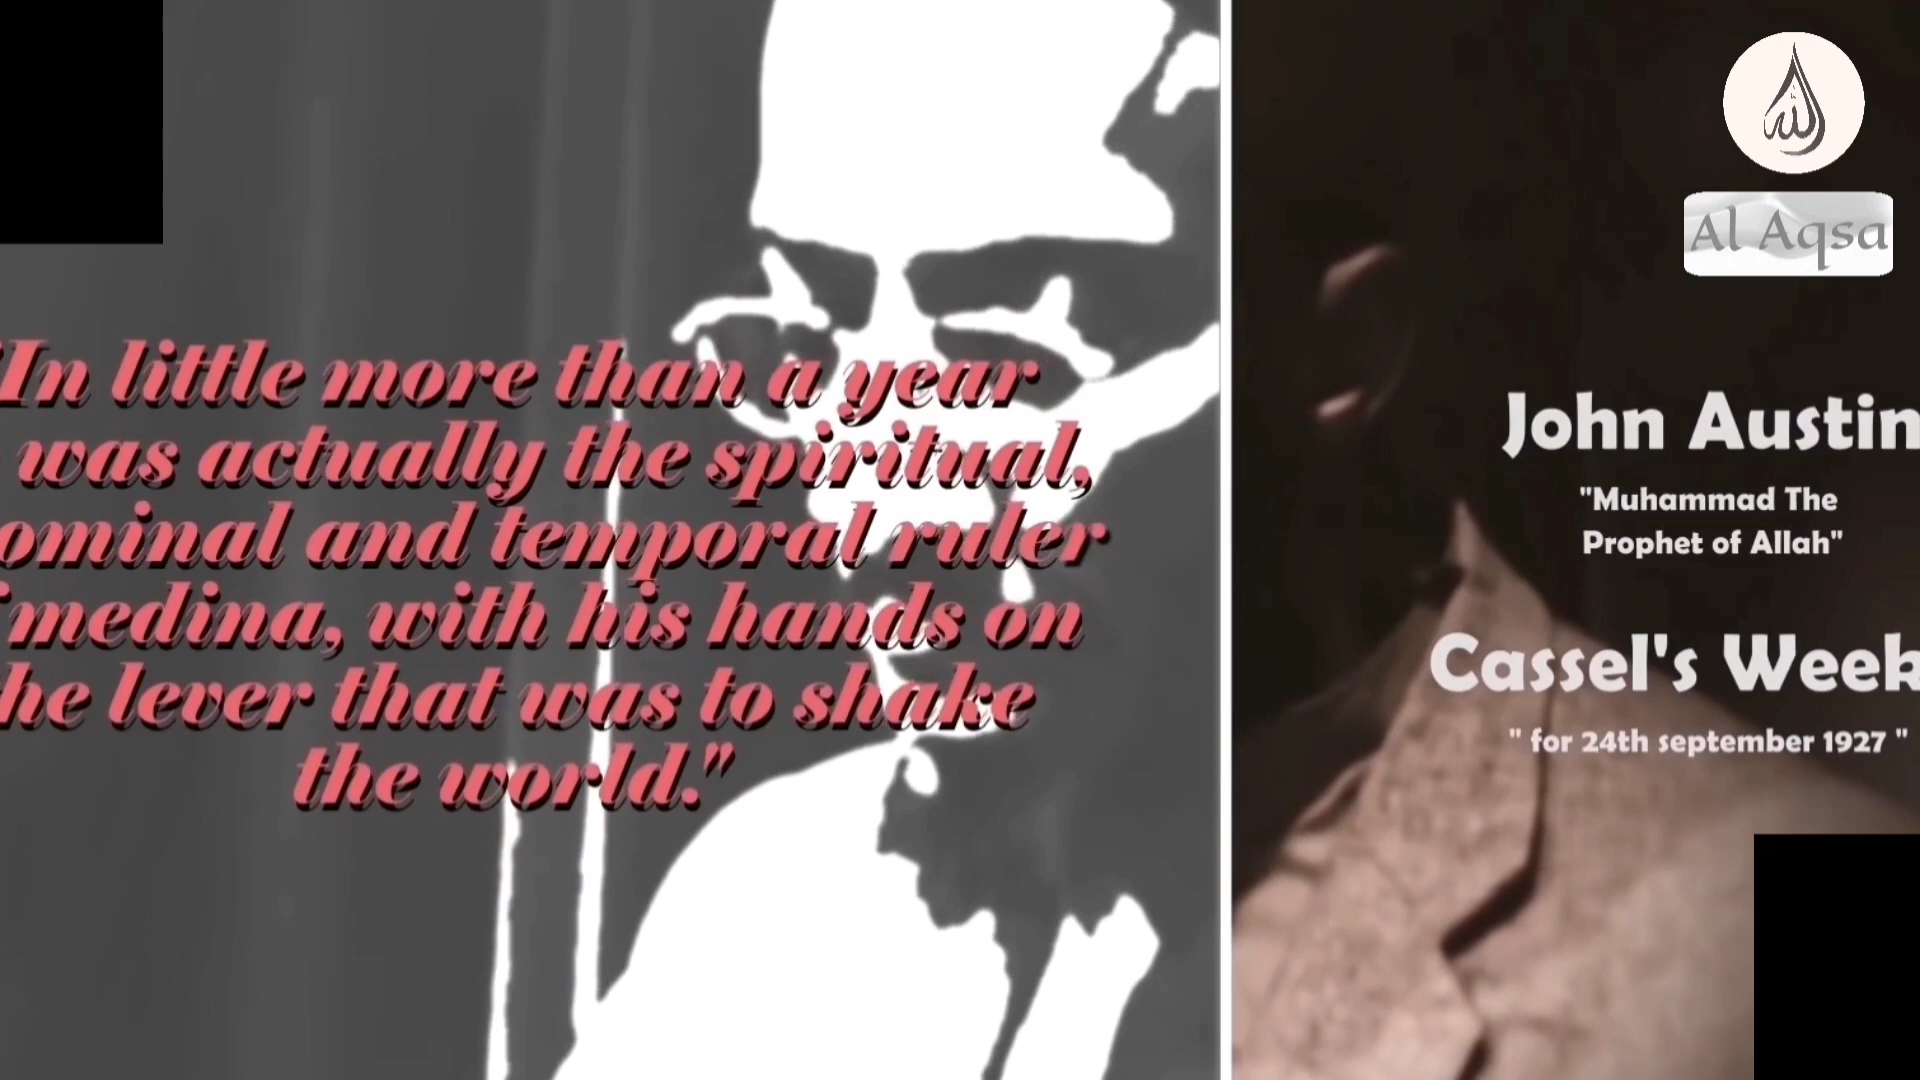 "In little more than a year
was actually the spiritual,
ominal and temporal ruler
medina, with his hands on
he lever that was to shake
the world."
الله
Al Aqsa
John Austin
"Muhammad The
Prophet of Allah"
Cassel's Week
" for 24th september 1927 "